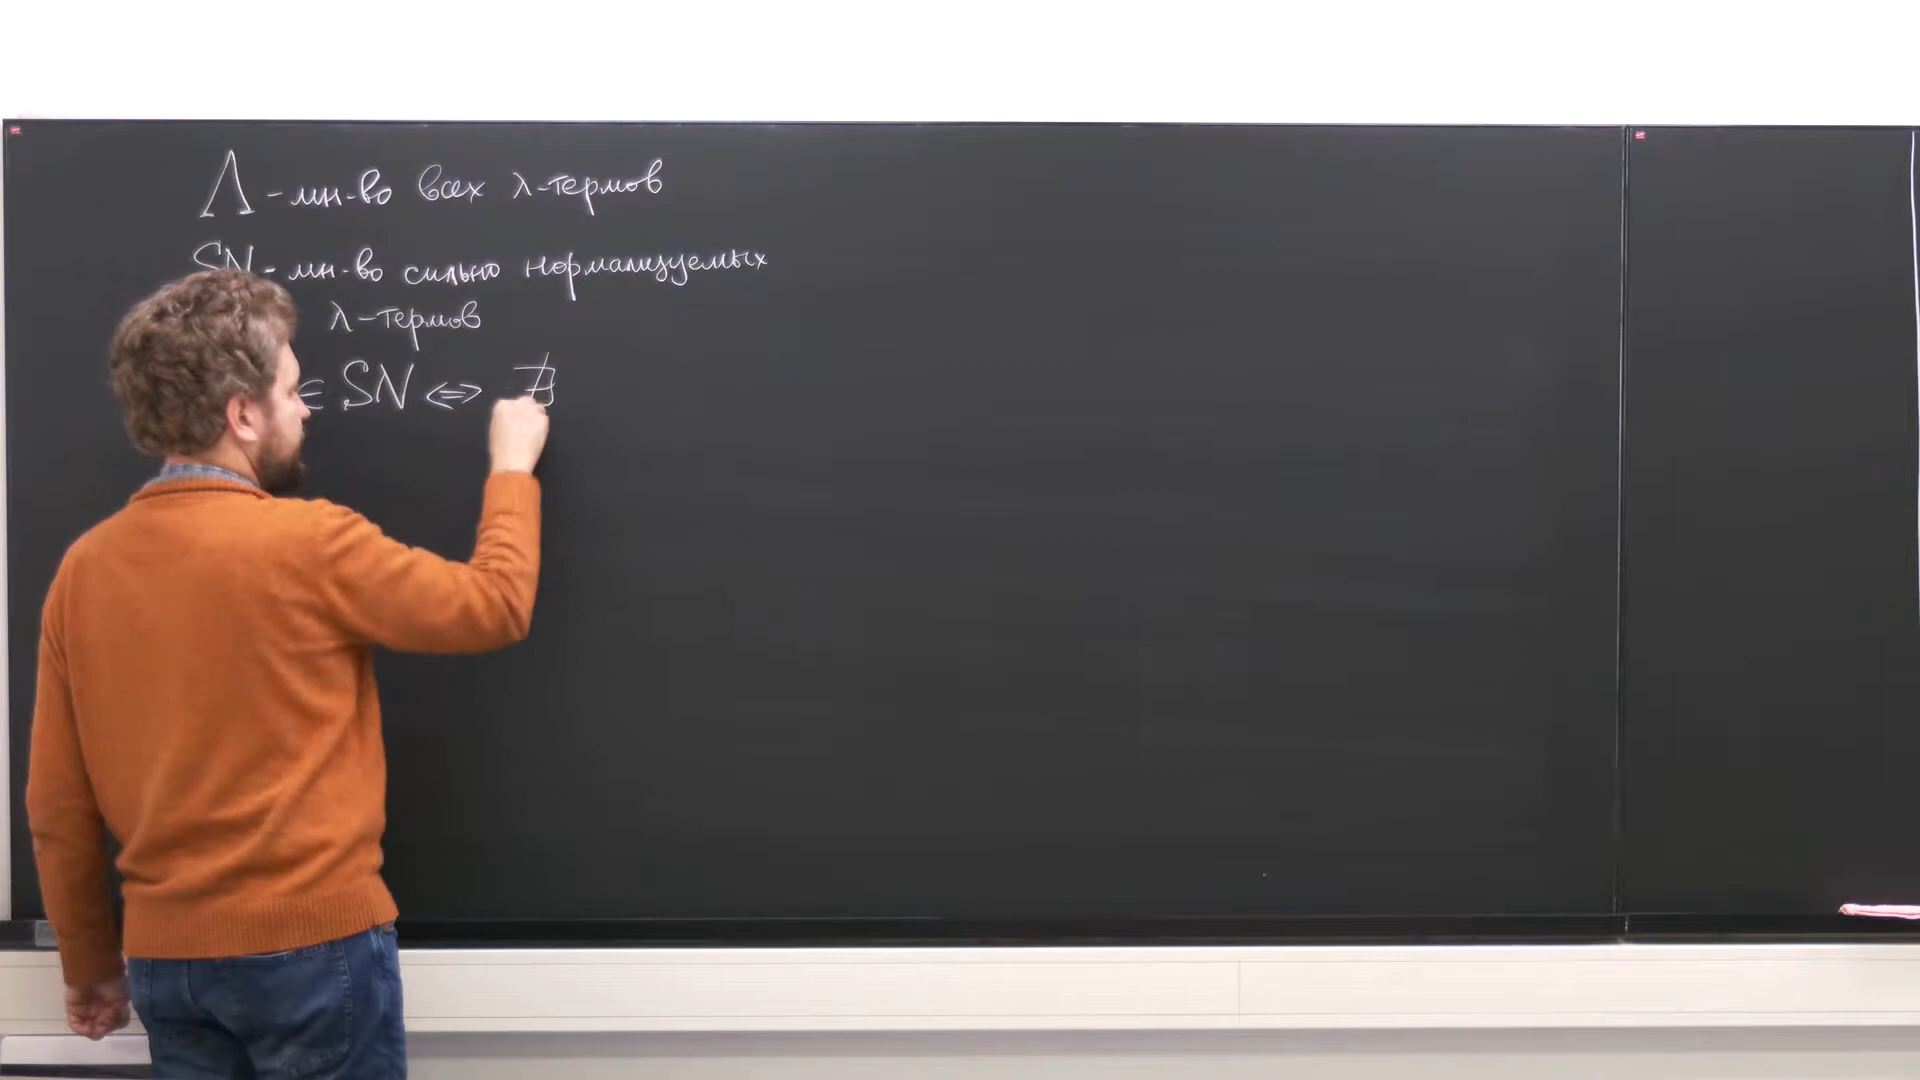 Λ - мн-во всех λ-термов
SN - мн-во сильно нормализуемых
λ-термов
∈ SN ⇔ ∄